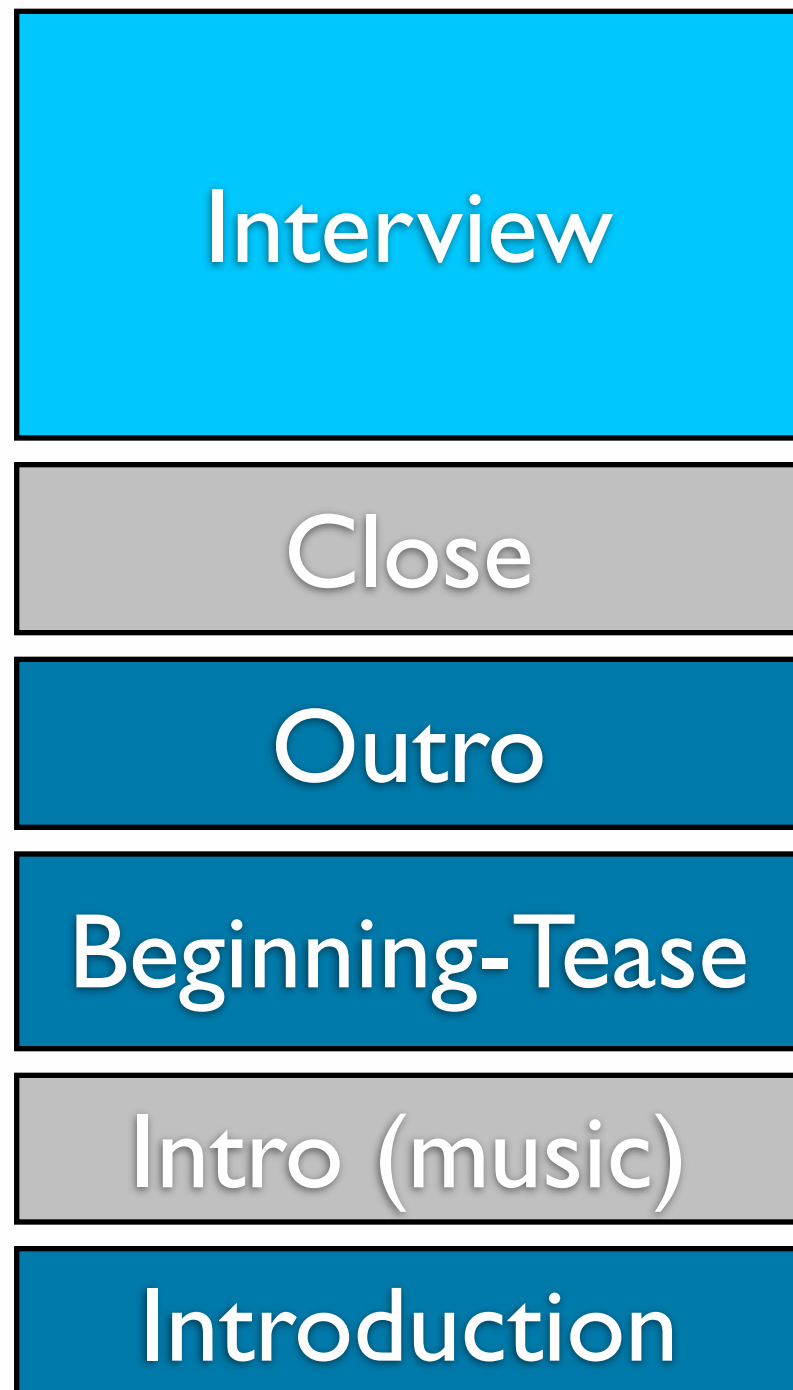 Interview
Close
Outro
Beginning-Tease
Intro (music)
Introduction